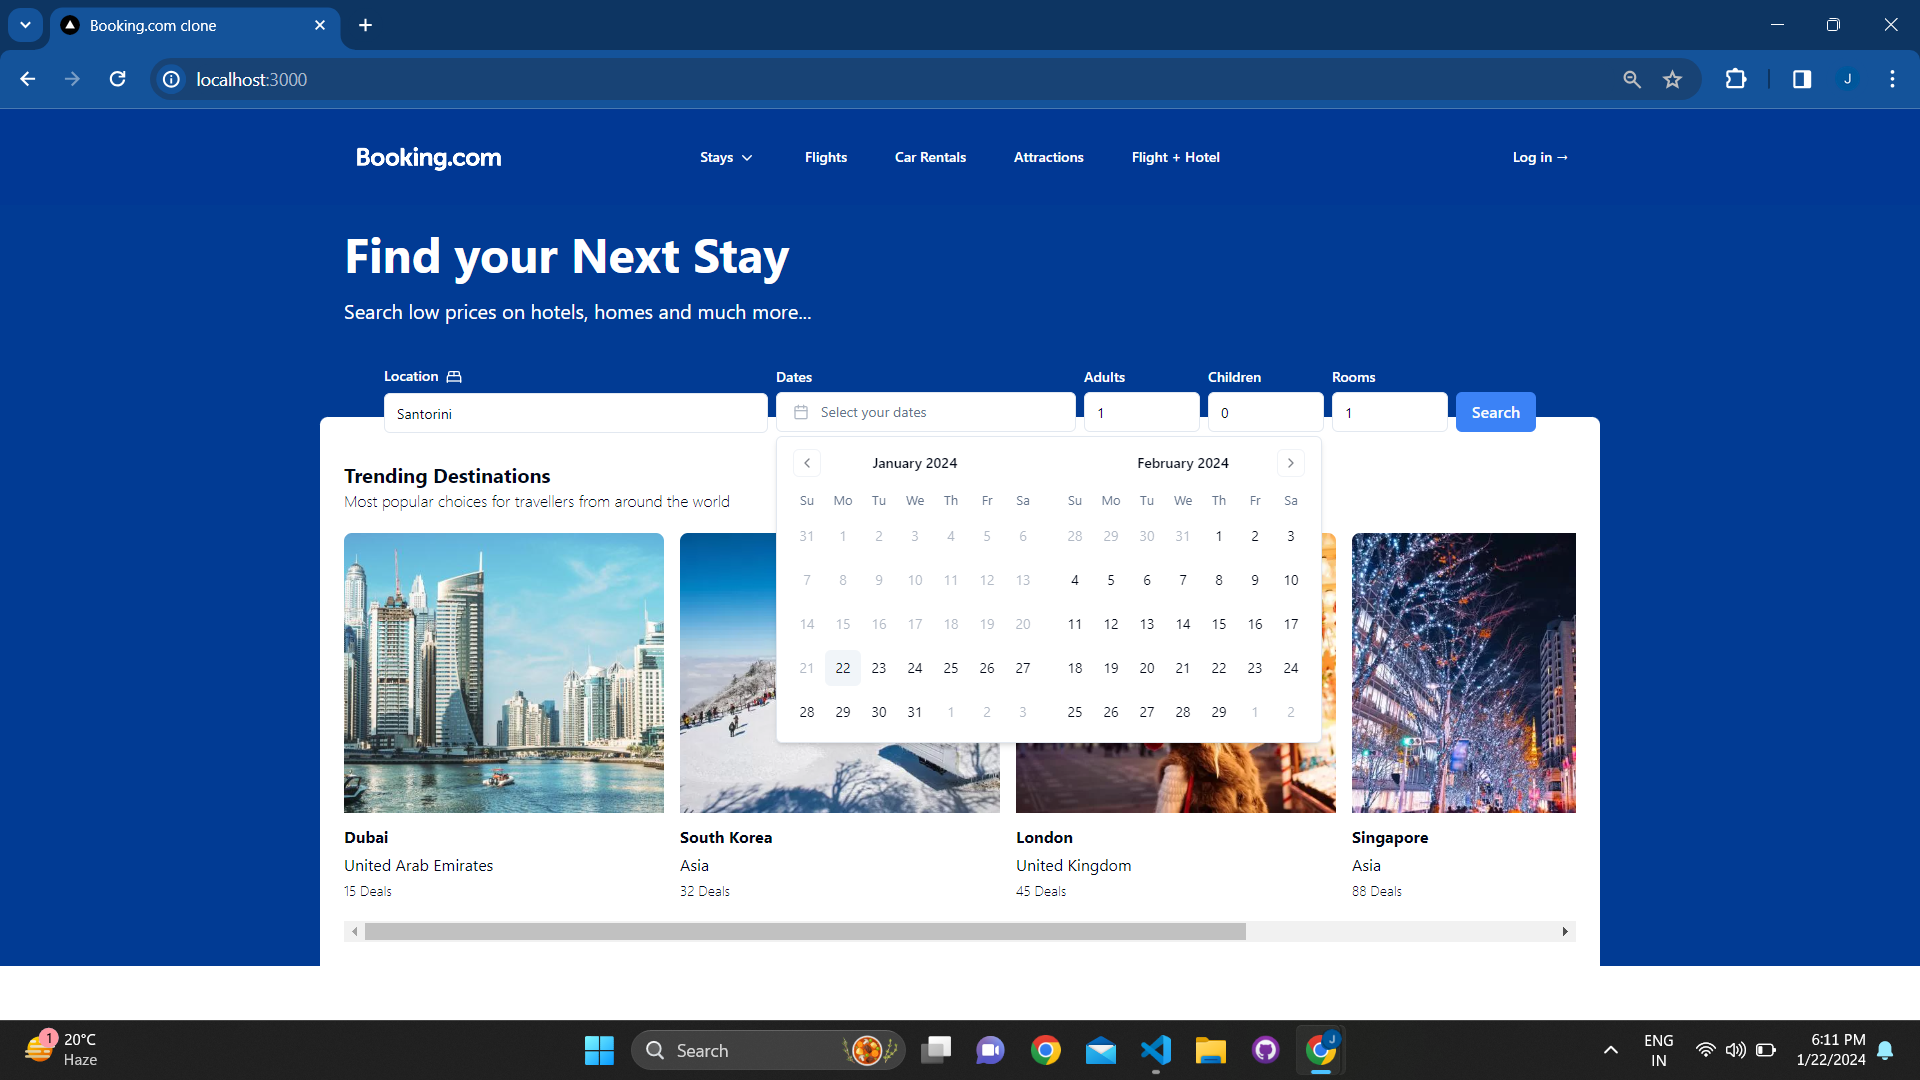 Booking.com clone
localhost:3000
J
Booking.com
Stays
Flights
Car Rentals
Attractions
Flight + Hotel
Log in →
Find your Next Stay
Search low prices on hotels, homes and much more...
Location
Dates
Adults
Children
Rooms
Santorini
Select your dates
1
0
1
Search
January 2024
Su Mo Tu We Th Fr Sa
31 1 2 3 4 5 6
7 8 9 10 11 12 13
14 15 16 17 18 19 20
21 22 23 24 25 26 27
28 29 30 31 1 2 3
February 2024
Su Mo Tu We Th Fr Sa
28 29 30 31 1 2 3
4 5 6 7 8 9 10
11 12 13 14 15 16 17
18 19 20 21 22 23 24
25 26 27 28 29 1 2
Trending Destinations
Most popular choices for travellers from around the world
Dubai
United Arab Emirates
15 Deals
South Korea
Asia
32 Deals
London
United Kingdom
45 Deals
Singapore
Asia
88 Deals
1
20°C
Haze
Search
J
ENG
IN
6:11 PM
1/22/2024